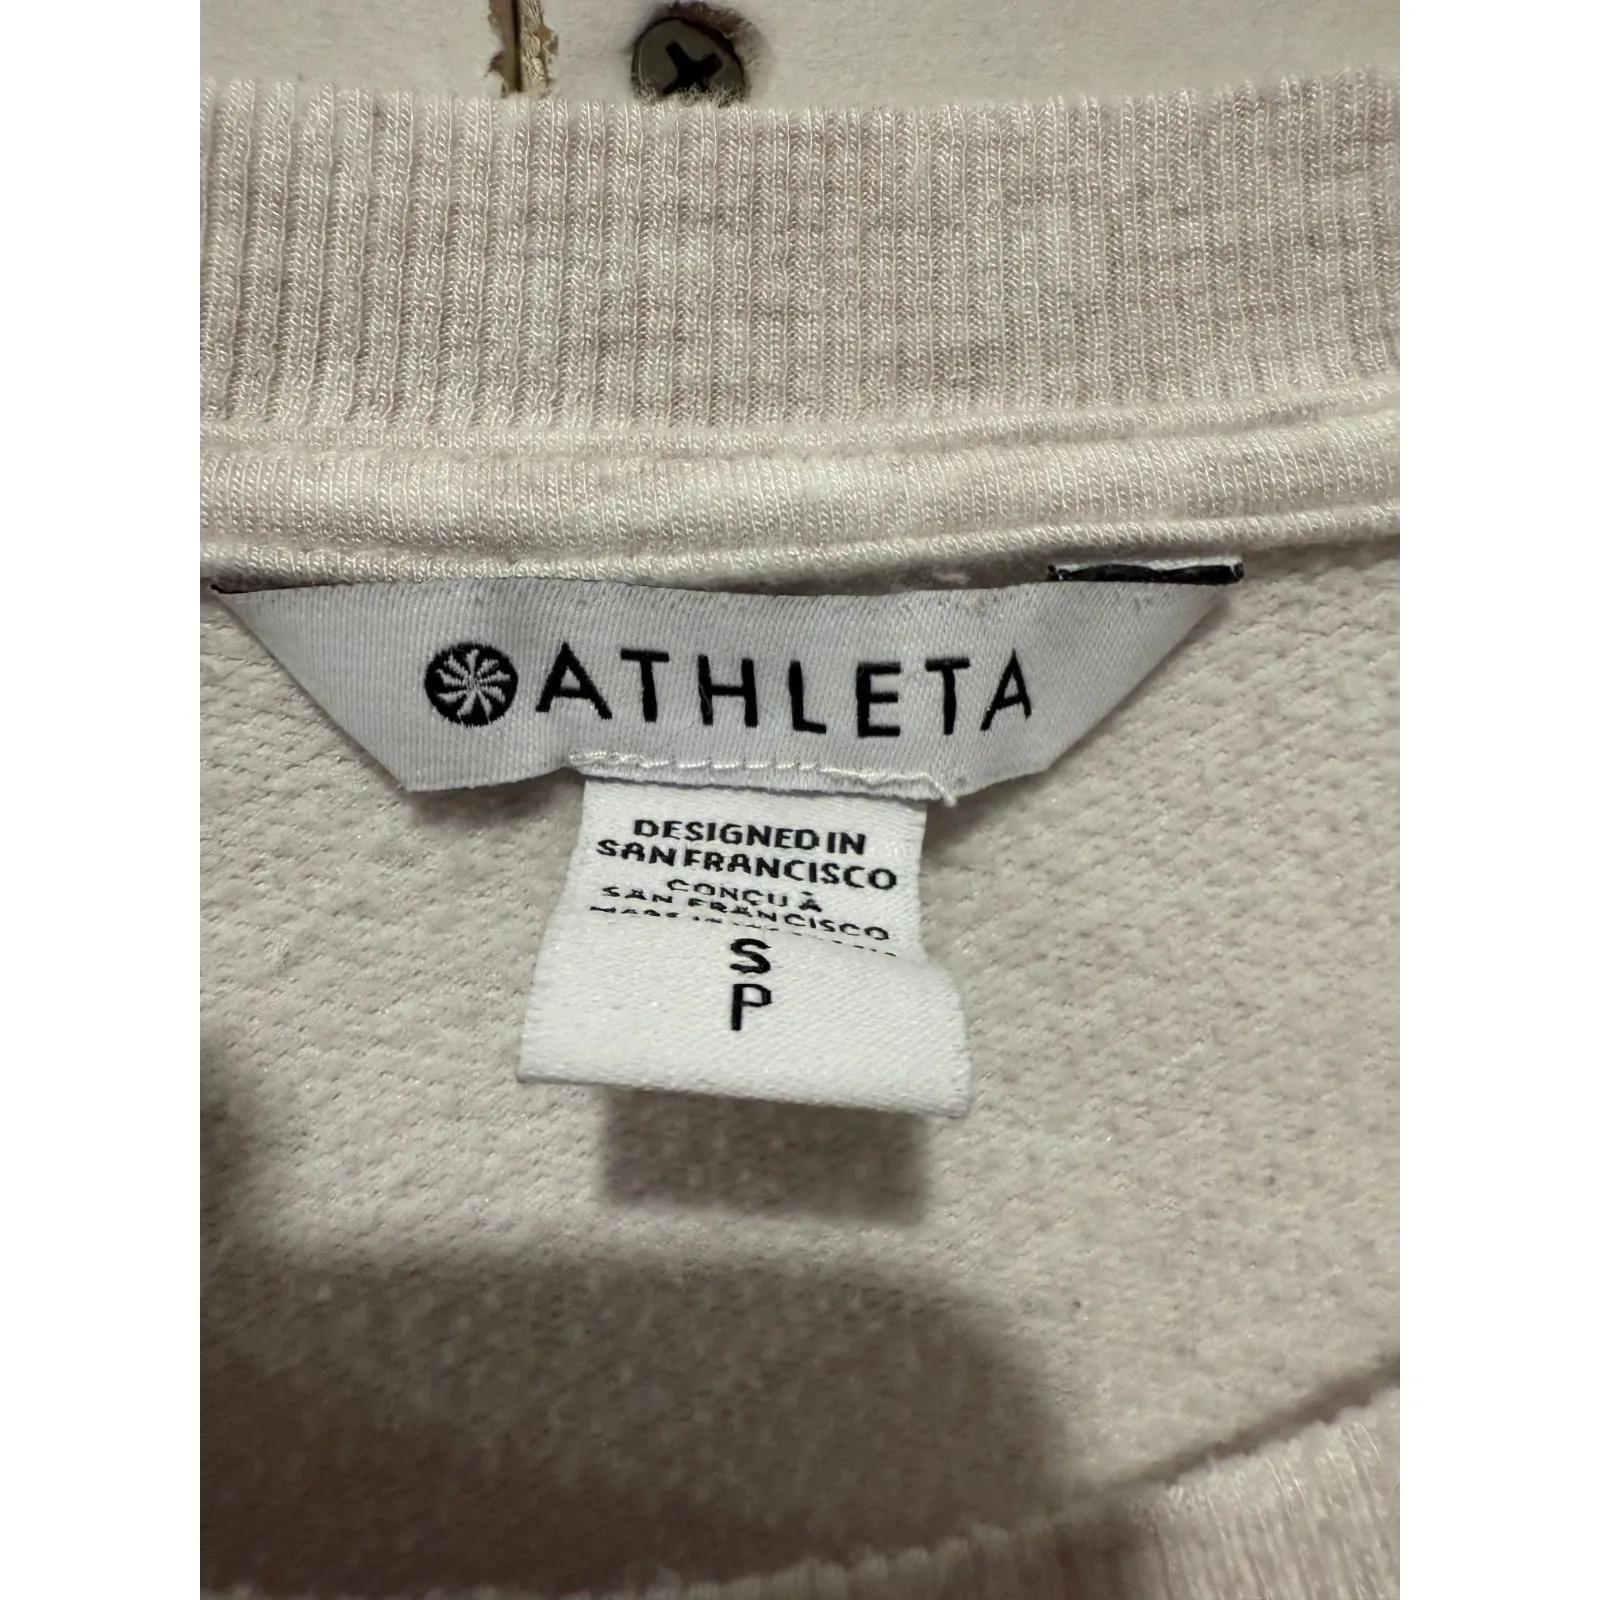 ATHLETA
DESIGNED IN
SAN FRANCISCO
CONÇU À
SAN FRANCISCO
S
P